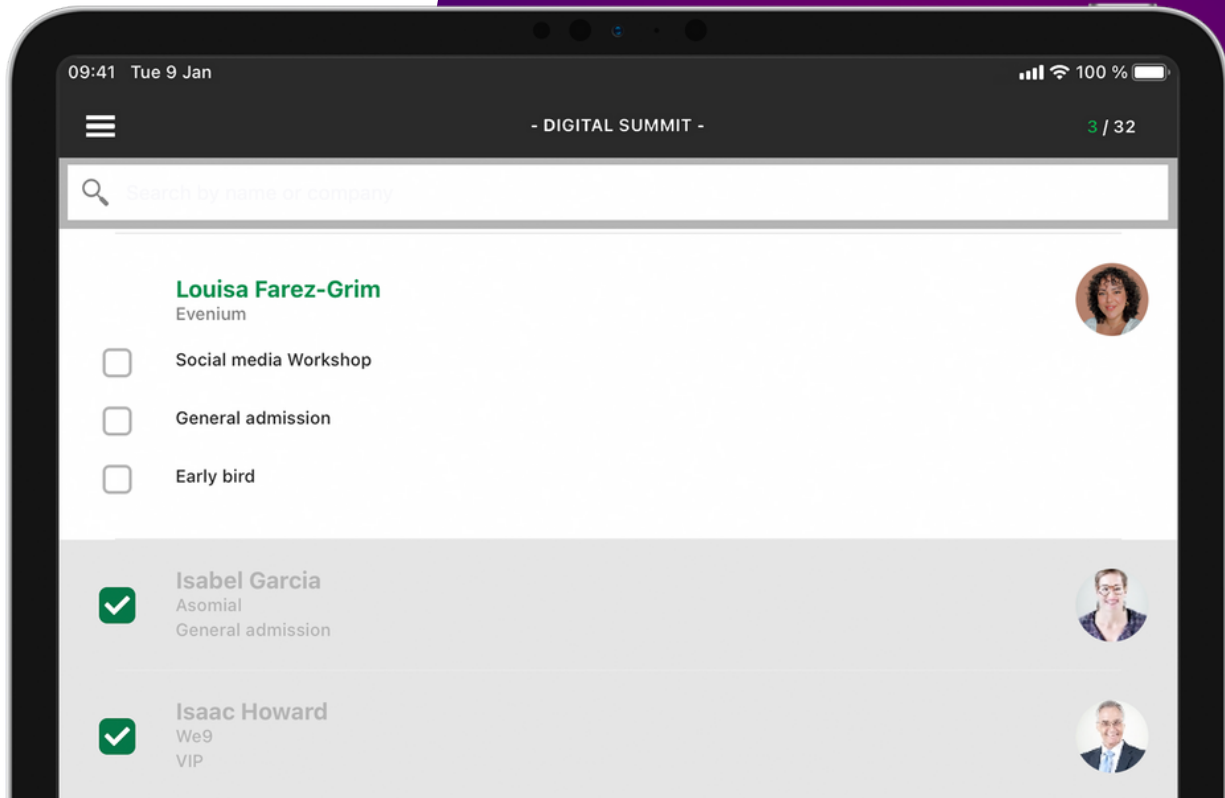 09:41 Tue 9 Jan 100 %
- DIGITAL SUMMIT - 3 / 32
Search by name or company
Louisa Farez-Grim
Evenium
Social media Workshop
General admission
Early bird
Isabel Garcia
Asomial
General admission
Isaac Howard
We9
VIP